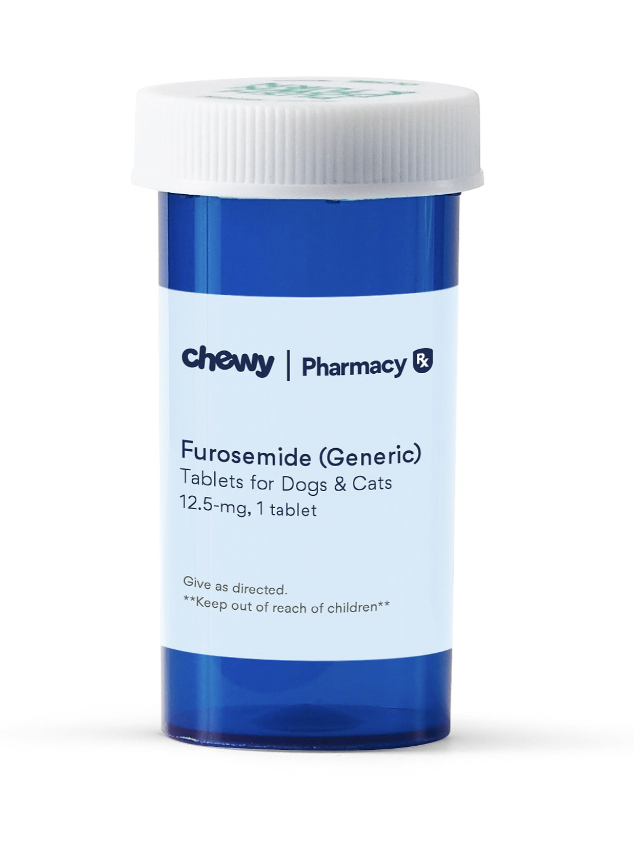 chewy | Pharmacy Rx
Furosemide (Generic)
Tablets for Dogs & Cats
12.5-mg, 1 tablet
Give as directed.
**Keep out of reach of children**